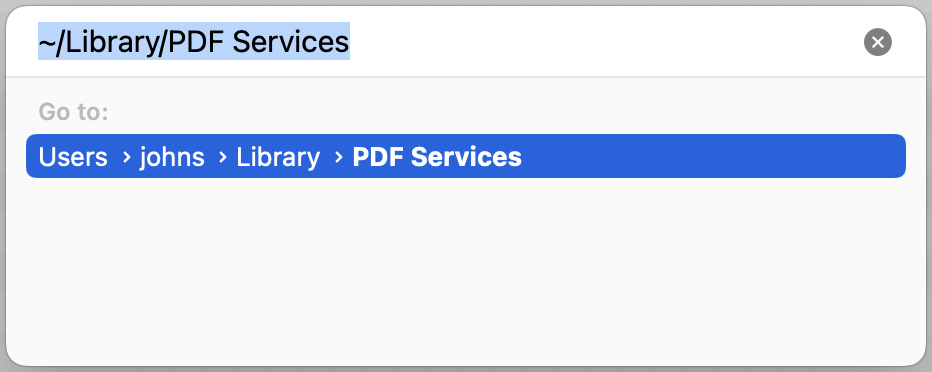 ~/Library/PDF Services
Go to:
Users › johns › Library › PDF Services